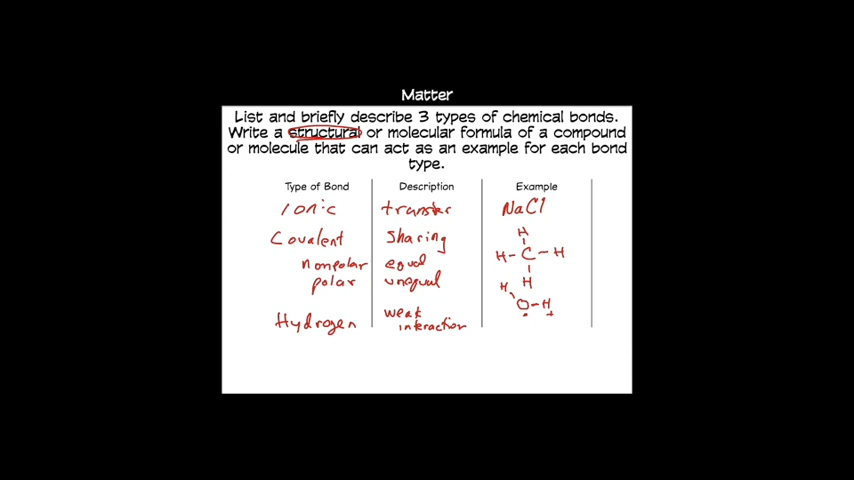 Matter
List and briefly describe 3 types of chemical bonds.
Write a structural or molecular formula of a compound
or molecule that can act as an example for each bond
type.
Type of Bond Description Example
Ionic transfer NaCl
Covalent sharing
nonpolar equal
polar unequal
H
H-C-H
H
H
O-H
+
Hydrogen weak
interaction